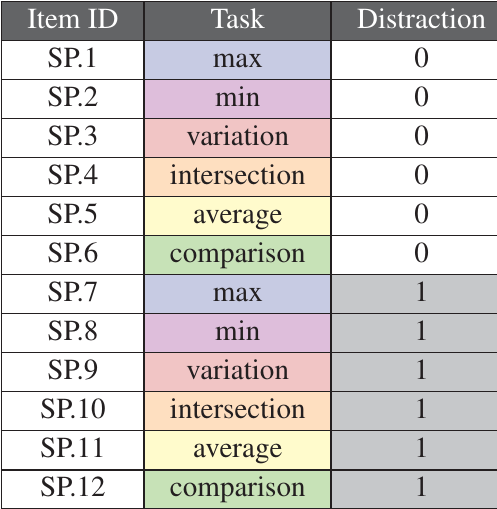 Item ID Task Distraction
SP.1 max 0
SP.2 min 0
SP.3 variation 0
SP.4 intersection 0
SP.5 average 0
SP.6 comparison 0
SP.7 max 1
SP.8 min 1
SP.9 variation 1
SP.10 intersection 1
SP.11 average 1
SP.12 comparison 1